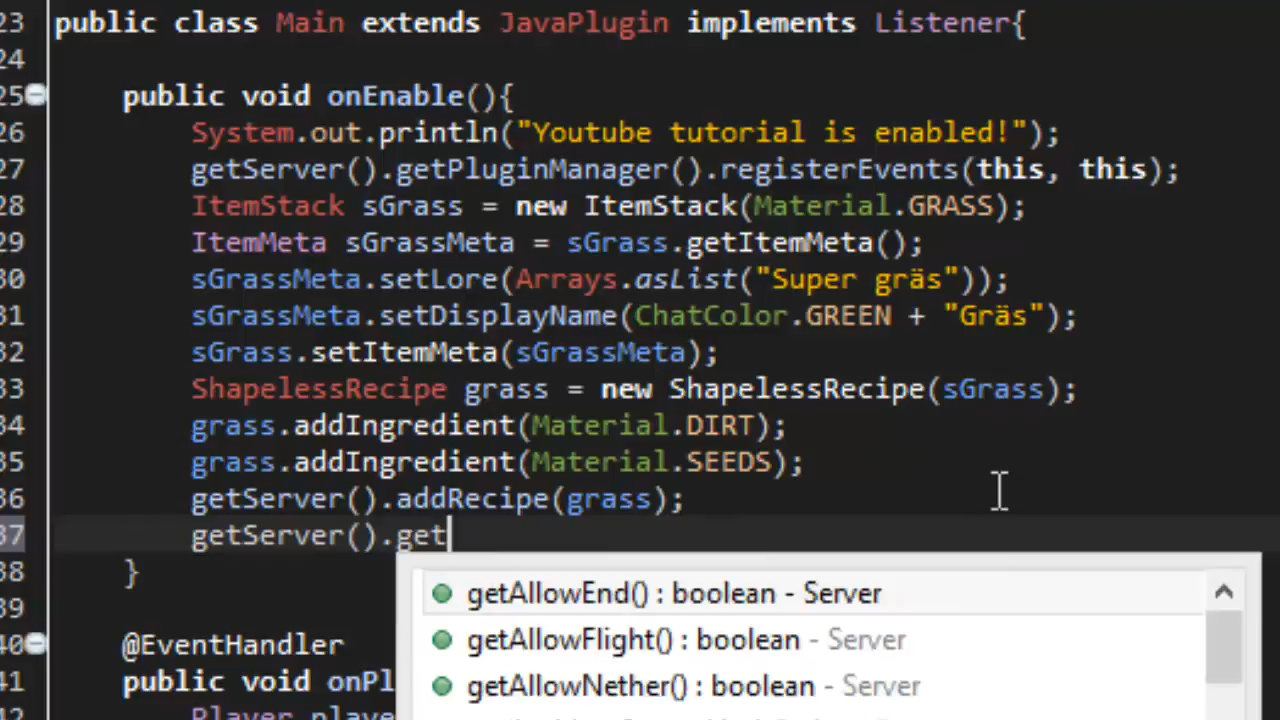 23 public class Main extends JavaPlugin implements Listener{
24
25 public void onEnable(){
26 System.out.println("Youtube tutorial is enabled!");
27 getServer().getPluginManager().registerEvents(this, this);
28 ItemStack sGrass = new ItemStack(Material.GRASS);
29 ItemMeta sGrassMeta = sGrass.getItemMeta();
30 sGrassMeta.setLore(Arrays.asList("Super gräs"));
31 sGrassMeta.setDisplayName(ChatColor.GREEN + "Gräs");
32 sGrass.setItemMeta(sGrassMeta);
33 ShapelessRecipe grass = new ShapelessRecipe(sGrass);
34 grass.addIngredient(Material.DIRT);
35 grass.addIngredient(Material.SEEDS);
36 getServer().addRecipe(grass);
37 getServer().get
38 }
getAllowEnd() : boolean - Server
39
getAllowFlight() : boolean - Server
40 @EventHandler
41 public void onPl
getAllowNether() : boolean - Server
42 Player playe